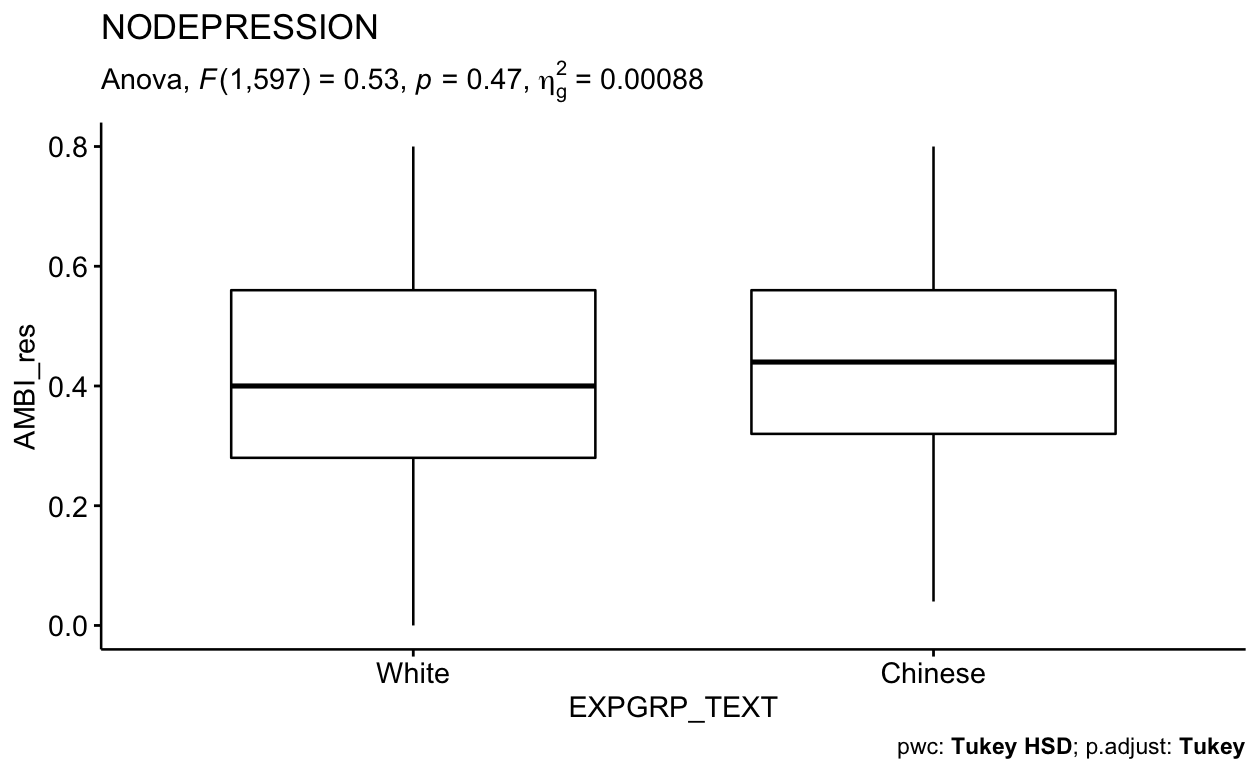 NODEPRESSION
Anova, F(1,597) = 0.53, p = 0.47, η²g = 0.00088
0.8
0.6
0.4
0.2
0.0
AMBI_res
White Chinese
EXPGRP_TEXT
pwc: Tukey HSD; p.adjust: Tukey